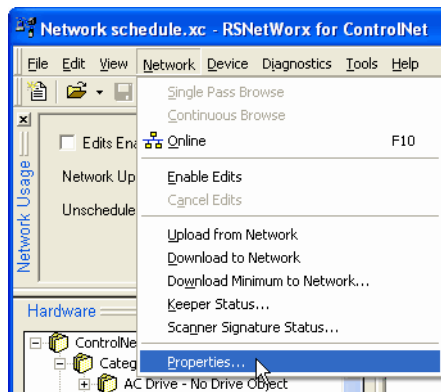 Network schedule.xc - RSNetWorx for ControlNet
File Edit View Network Device Diagnostics Tools Help
Single Pass Browse
Continuous Browse
Edits Ena
Online F10
Network Up
Enable Edits
Cancel Edits
Unschedule
Network Usage
Upload from Network
Download to Network
Download Minimum to Network...
Keeper Status...
Scanner Signature Status...
Hardware
ControlNe
Properties...
Categ
AC Drive - No Drive Object